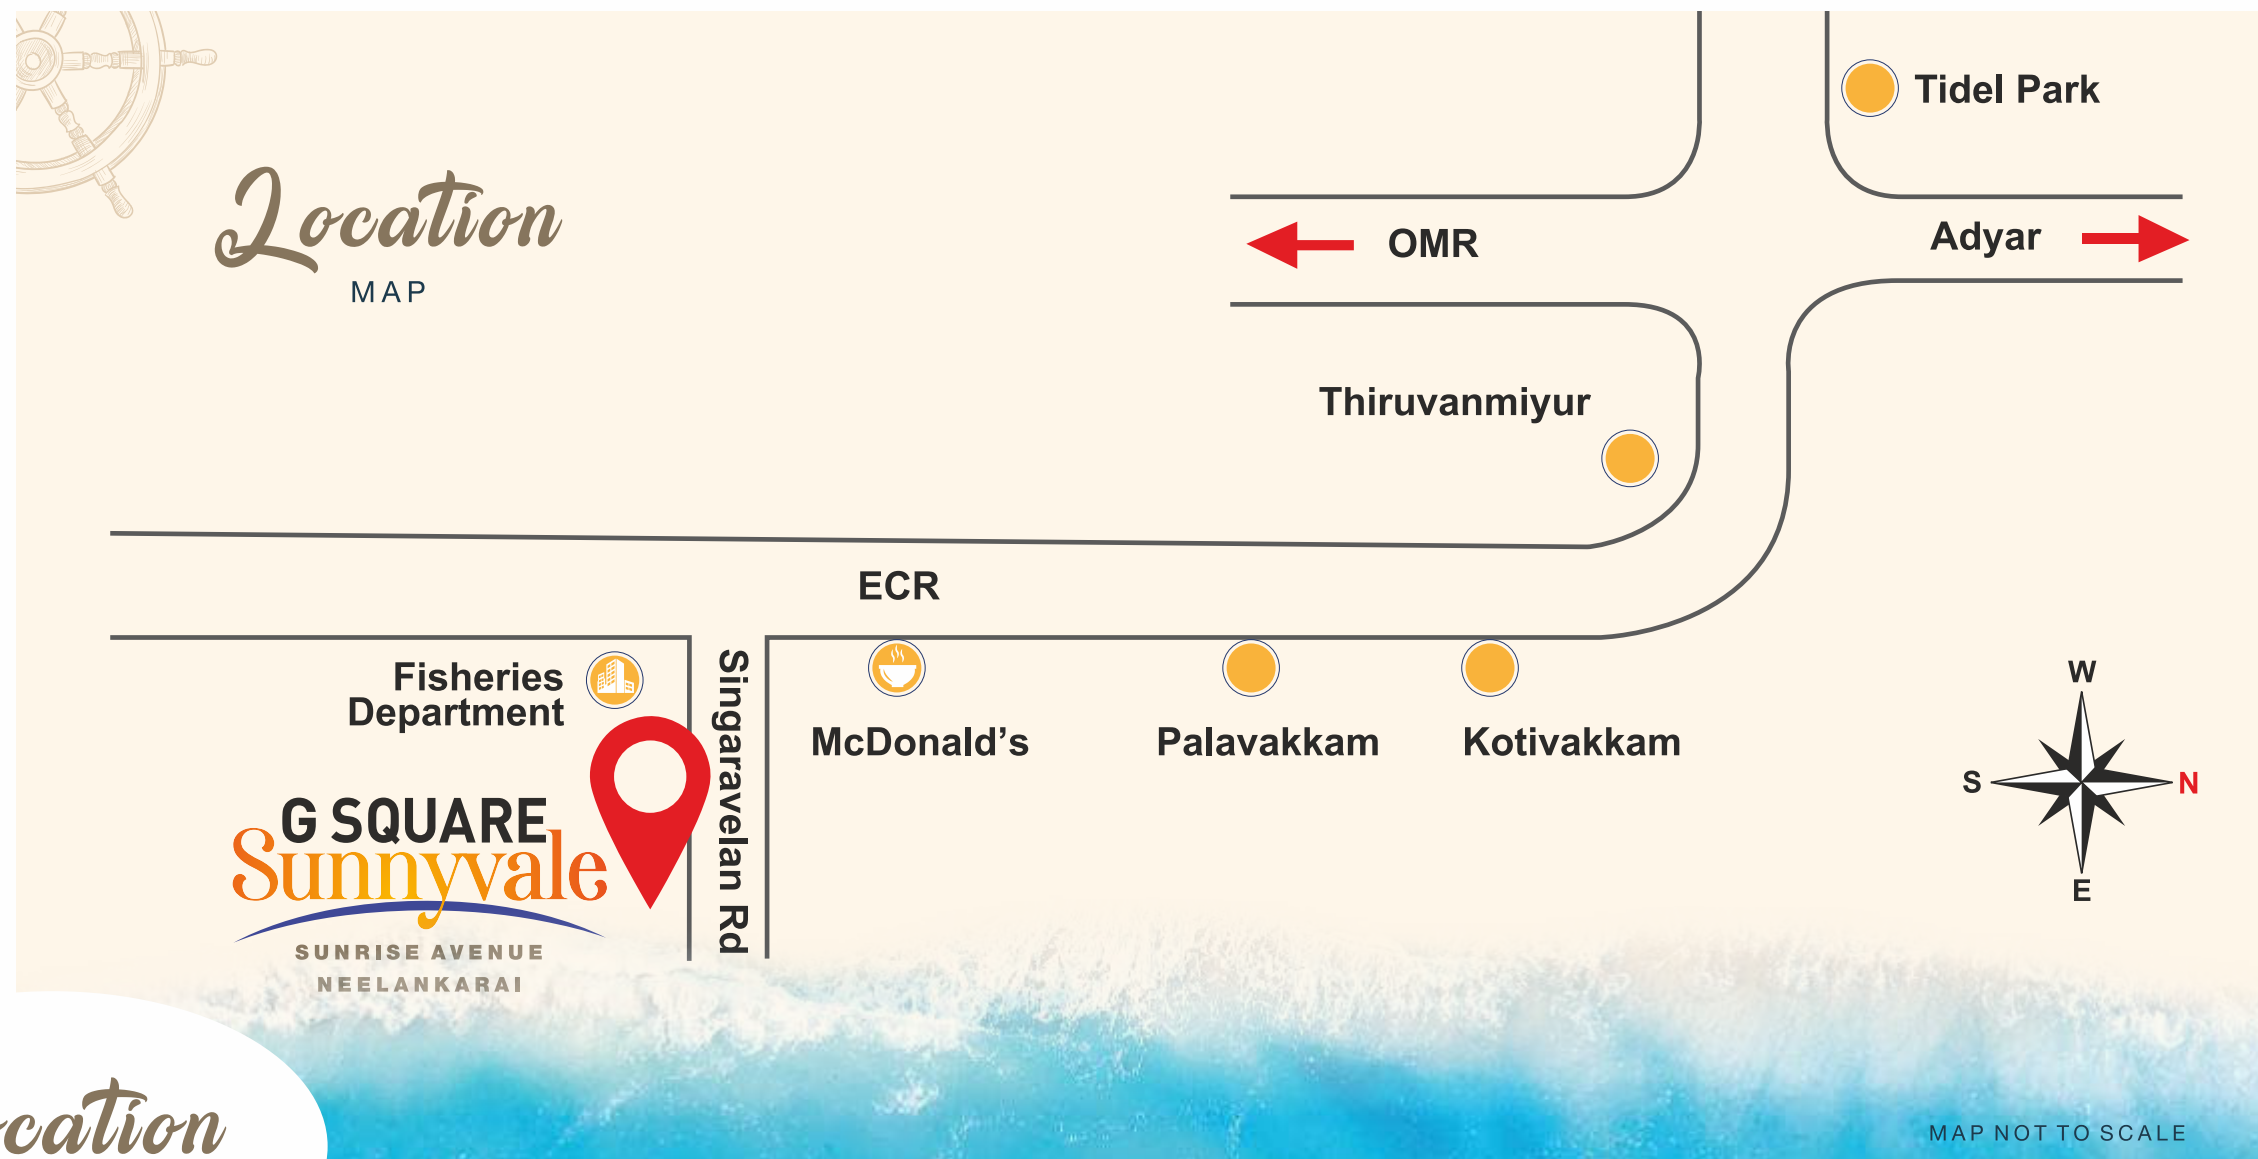 Tidel Park
Location
MAP
OMR
Adyar
Thiruvanmiyur
ECR
Fisheries
Department
Singaravelan Rd
McDonald’s
Palavakkam
Kotivakkam
W
S
N
E
G SQUARE
Sunnyvale
SUNRISE AVENUE
NEELANKARAI
cation
MAP NOT TO SCALE